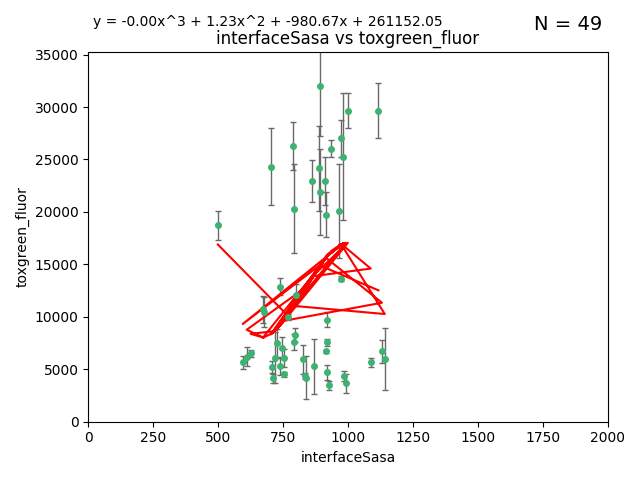 y = -0.00x^3 + 1.23x^2 + -980.67x + 261152.05
N = 49
interfaceSasa vs toxgreen_fluor
35000
30000
25000
20000
15000
10000
5000
0
toxgreen_fluor
0 250 500 750 1000 1250 1500 1750 2000
interfaceSasa